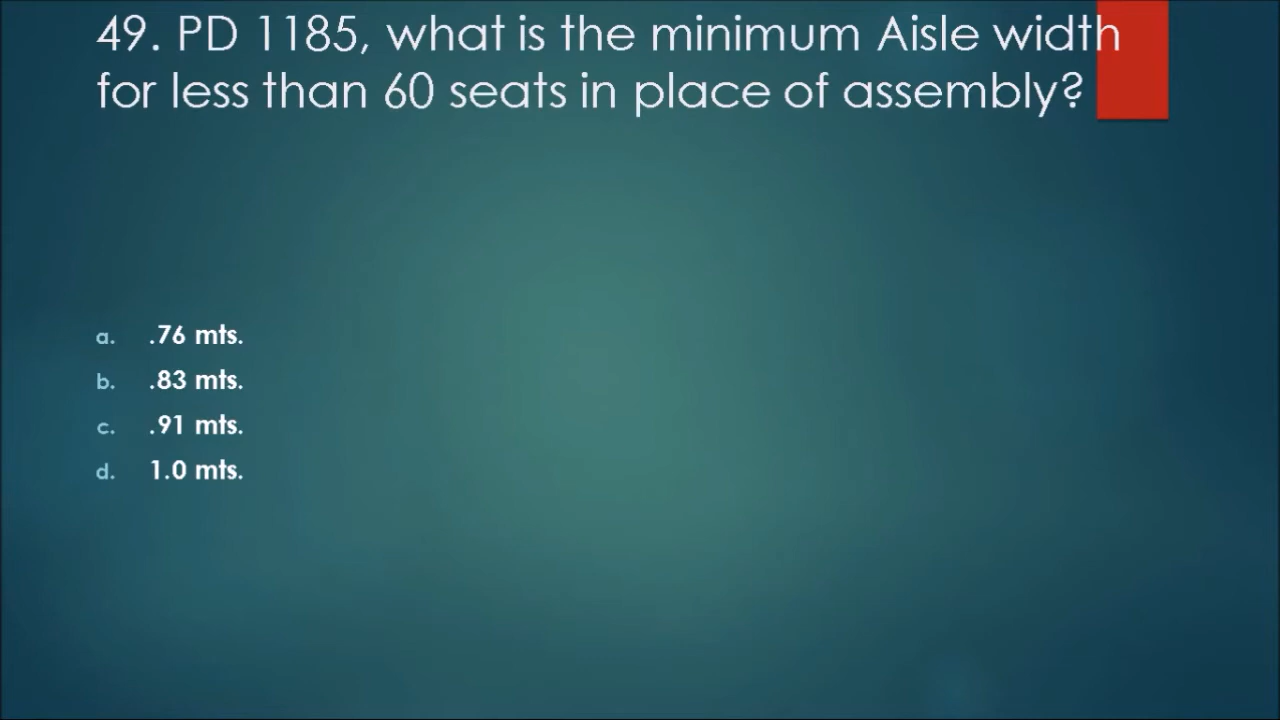 49. PD 1185, what is the minimum Aisle width
for less than 60 seats in place of assembly?
a. .76 mts.
b. .83 mts.
c. .91 mts.
d. 1.0 mts.